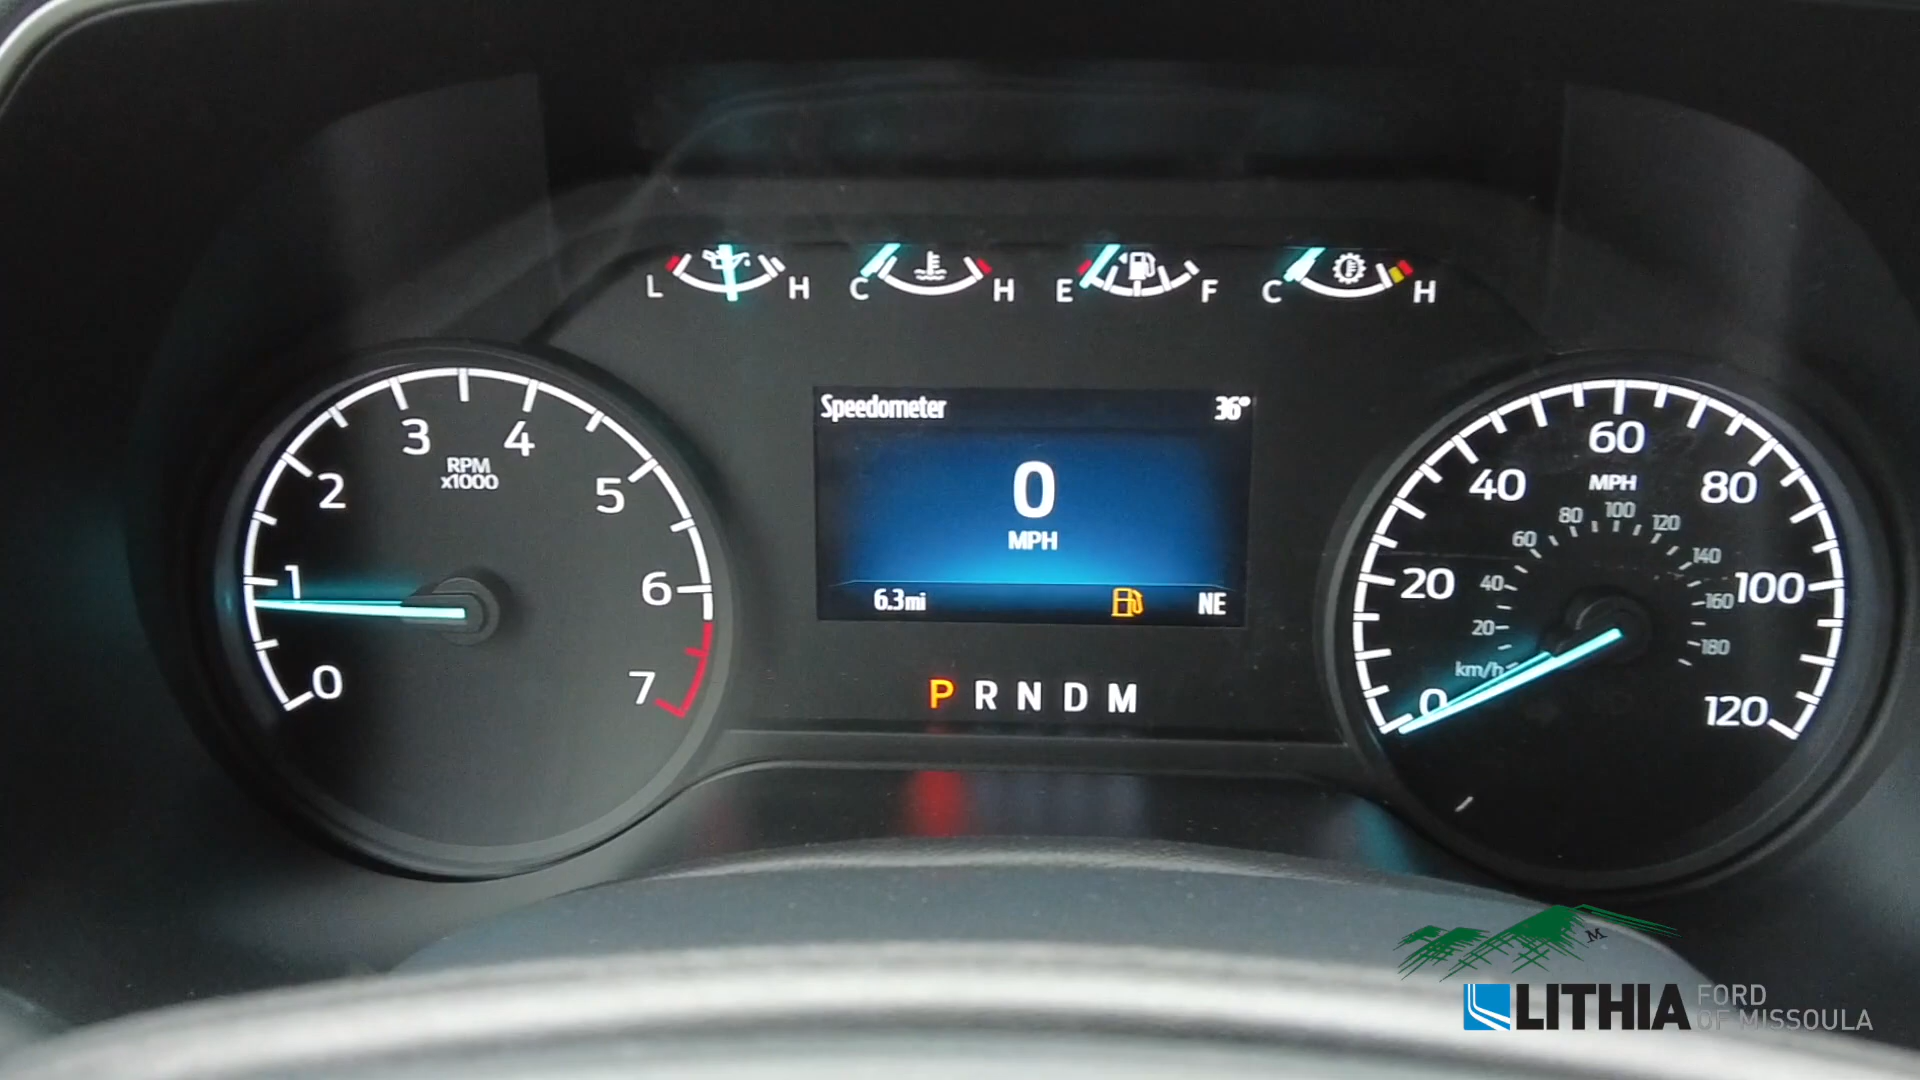 L H C H E F C H
Speedometer 36°
0
MPH
6.3mi NE
P R N D M
0 1 2 3 4 5 6 7
RPM
x1000
0 20 40 60 80 100 120
MPH
20 40 60 80 100 120 140 160 180
km/h
M
LITHIA FORD
OF MISSOULA